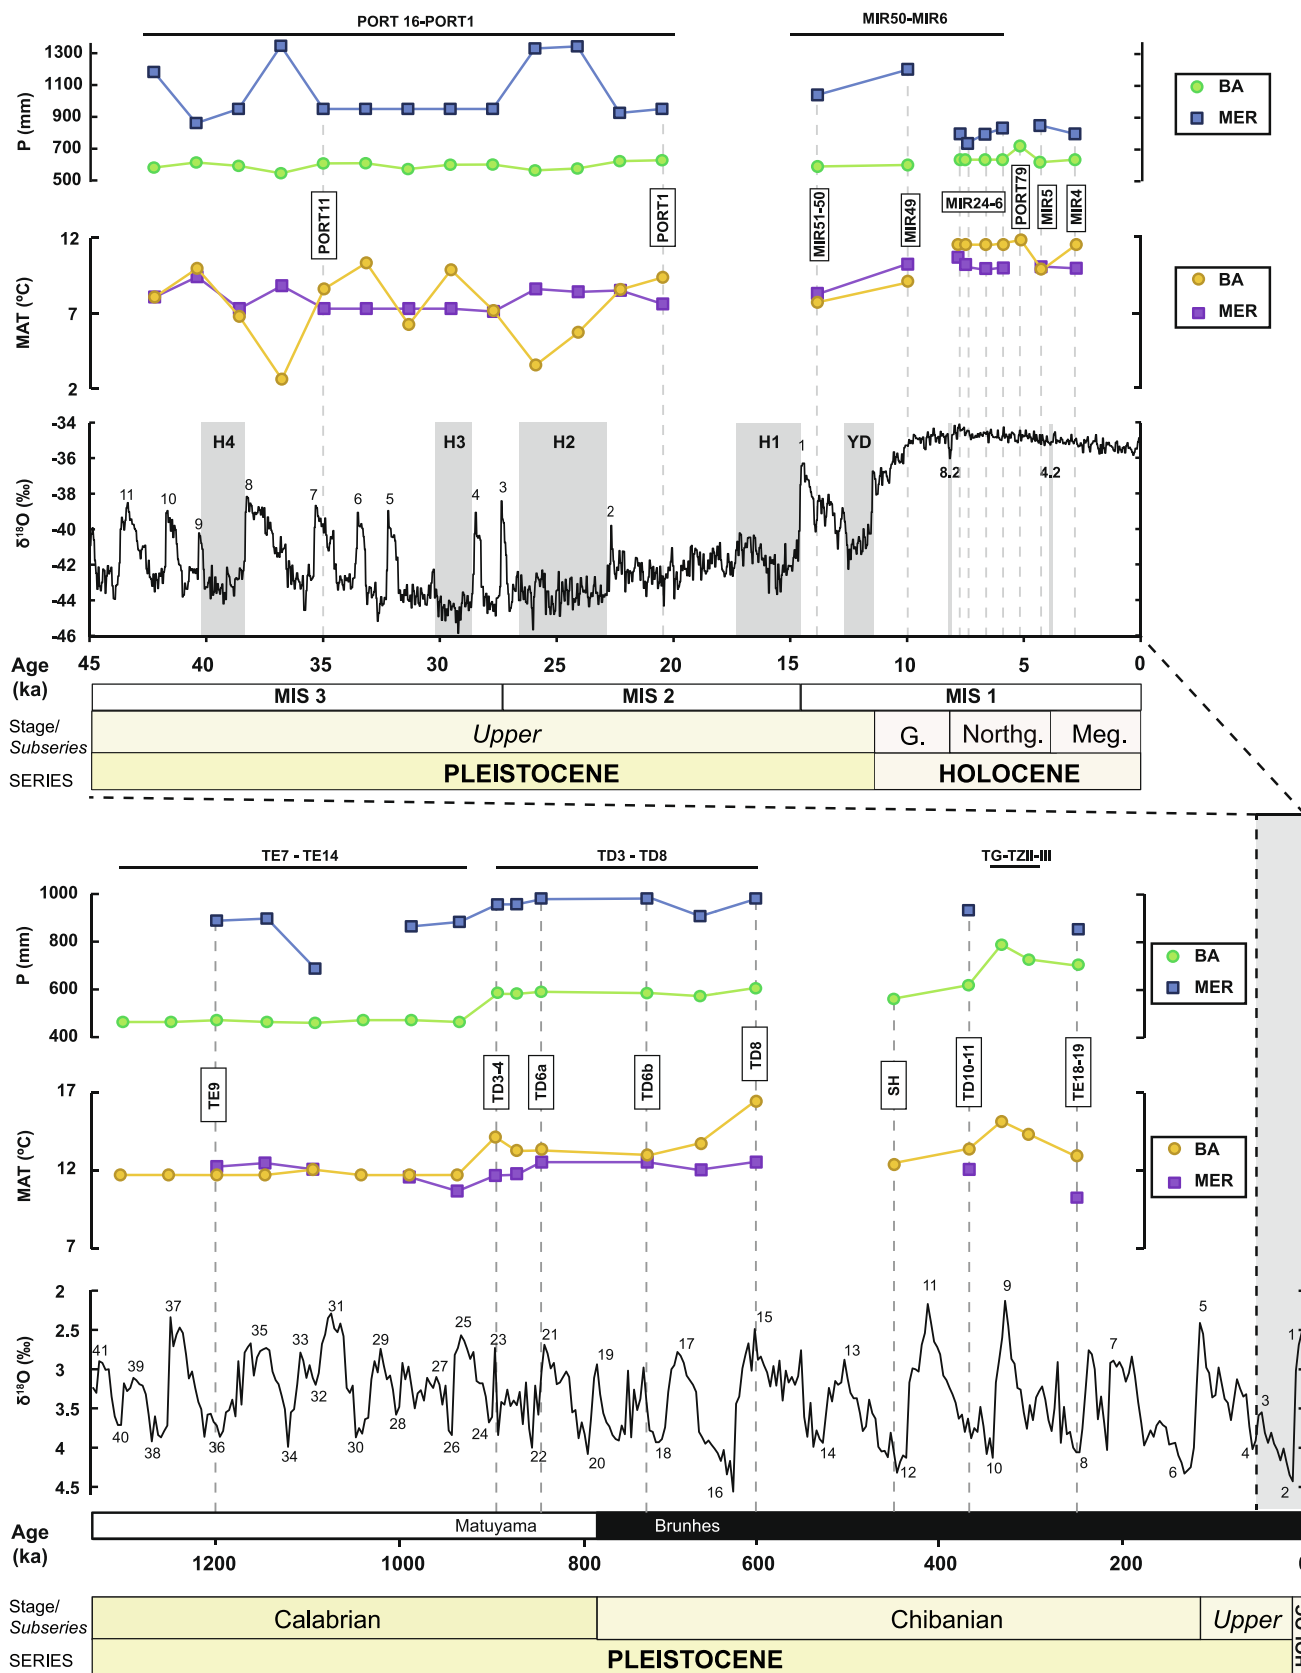 PORT 16-PORT1
MIR50-MIR6
P (mm)
1300
1100
900
700
500
BA
MER
PORT11
PORT1
MIR51-50
MIR49
MIR24-6
PORT79
MIR5
MIR4
MAT (ºC)
12
7
2
BA
MER
δ¹⁸O (‰)
-34
-36
-38
-40
-42
-44
-46
H4
H3
H2
H1
YD
11
10
9
8
7
6
5
4
3
2
1
8.2
4.2
Age
(ka)
45
40
35
30
25
20
15
10
5
0
MIS 3
MIS 2
MIS 1
Stage/
Subseries
Upper
G.
Northg.
Meg.
SERIES
PLEISTOCENE
HOLOCENE
TE7 - TE14
TD3 - TD8
TG-TZII-III
P (mm)
1000
800
600
400
BA
MER
TE9
TD3-4
TD6a
TD6b
TD8
SH
TD10-11
TE18-19
MAT (ºC)
17
12
7
BA
MER
δ¹⁸O (‰)
2
2.5
3
3.5
4
4.5
41
40
39
38
37
36
35
34
33
32
31
30
29
28
27
26
25
24
23
22
21
20
19
18
17
16
15
14
13
12
11
10
9
8
7
6
5
4
3
2
1
Matuyama
Brunhes
Age
(ka)
1200
1000
800
600
400
200
0
Stage/
Subseries
Calabrian
Chibanian
Upper
SERIES
PLEISTOCENE